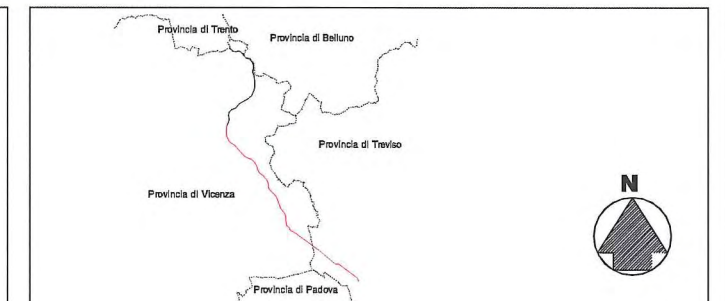 Provincia di Trento
Provincia di Belluno
Provincia di Treviso
Provincia di Vicenza
N
Provincia di Padova